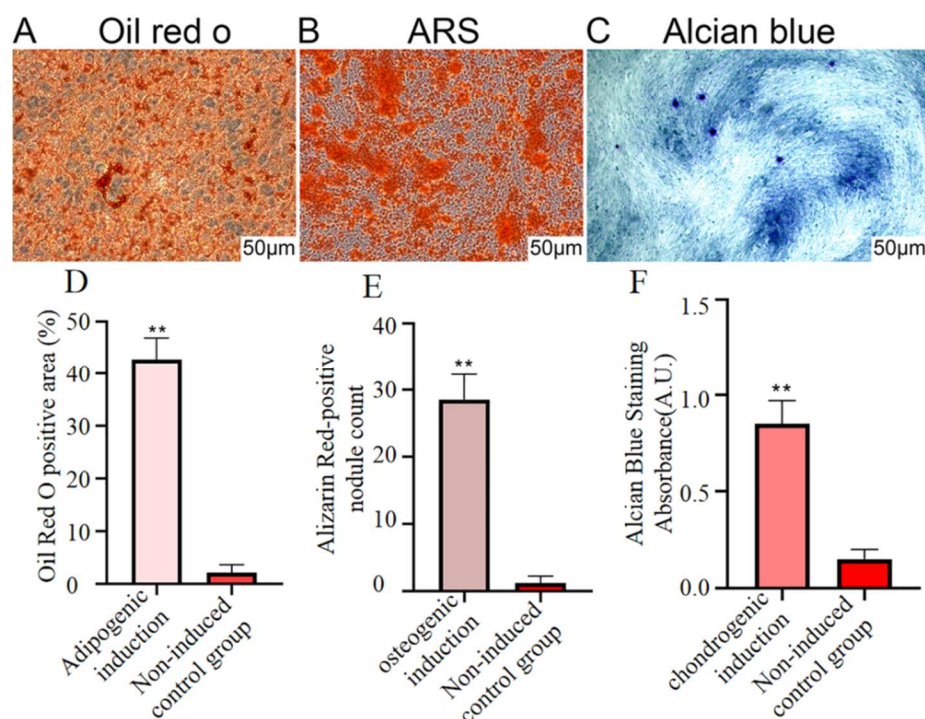 A Oil red o
B ARS
C Alcian blue
50μm
50μm
50μm
D
Oil Red O positive area (%)
50
40
30
20
10
0
**
Adipogenic
induction
Non-induced
control group
E
Alizarin Red-positive
nodule count
40
30
20
10
0
**
osteogenic
induction
Non-induced
control group
F
Alcian Blue Staining
Absorbance(A.U.)
1.5
1.0
0.5
0.0
**
chondrogenic
induction
Non-induced
control group